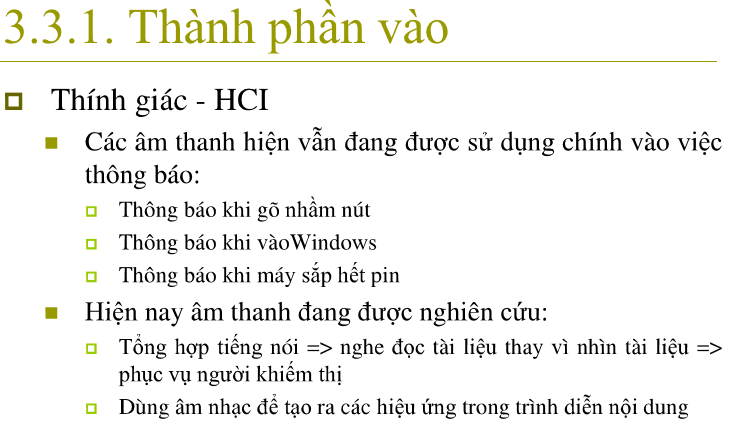 3.3.1. Thành phần vào
Thính giác - HCI
Các âm thanh hiện vẫn đang được sử dụng chính vào việc
thông báo:
Thông báo khi gõ nhầm nút
Thông báo khi vàoWindows
Thông báo khi máy sắp hết pin
Hiện nay âm thanh đang được nghiên cứu:
Tổng hợp tiếng nói => nghe đọc tài liệu thay vì nhìn tài liệu =>
phục vụ người khiếm thị
Dùng âm nhạc để tạo ra các hiệu ứng trong trình diễn nội dung